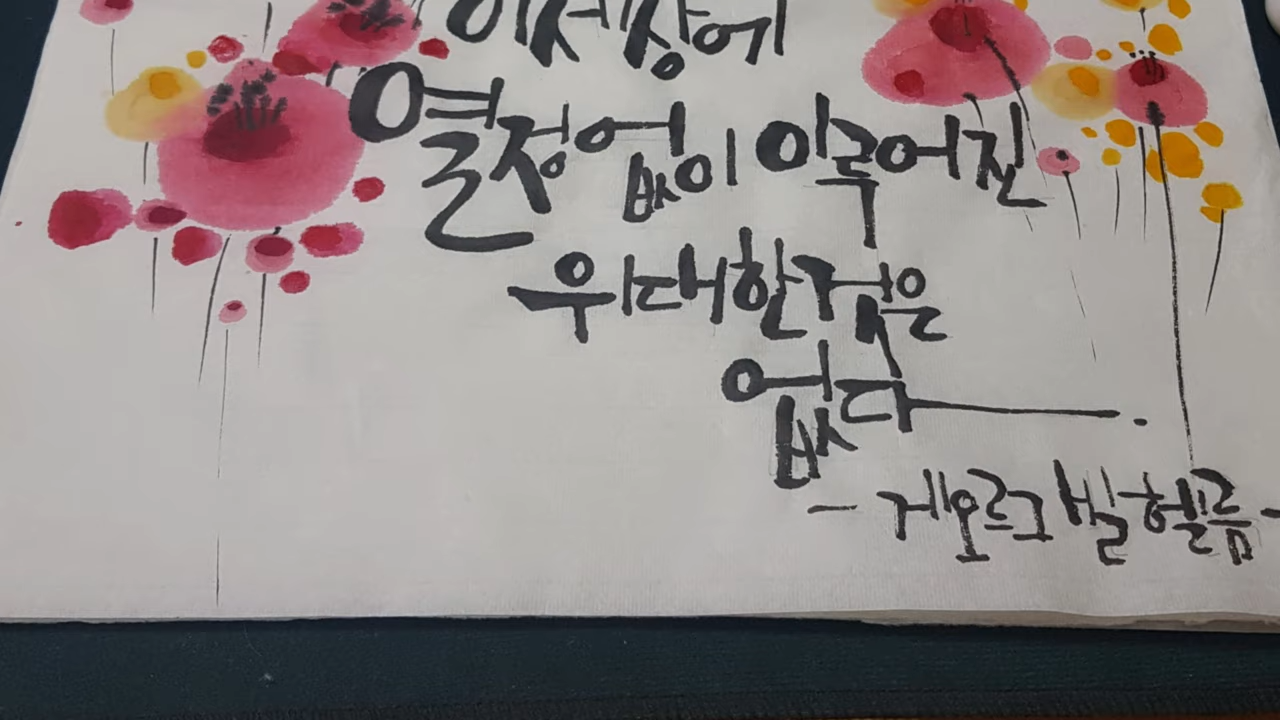 이세상에
열정없이 이루어진
위대한것은
없다.
- 게오르그 빌헬름 -